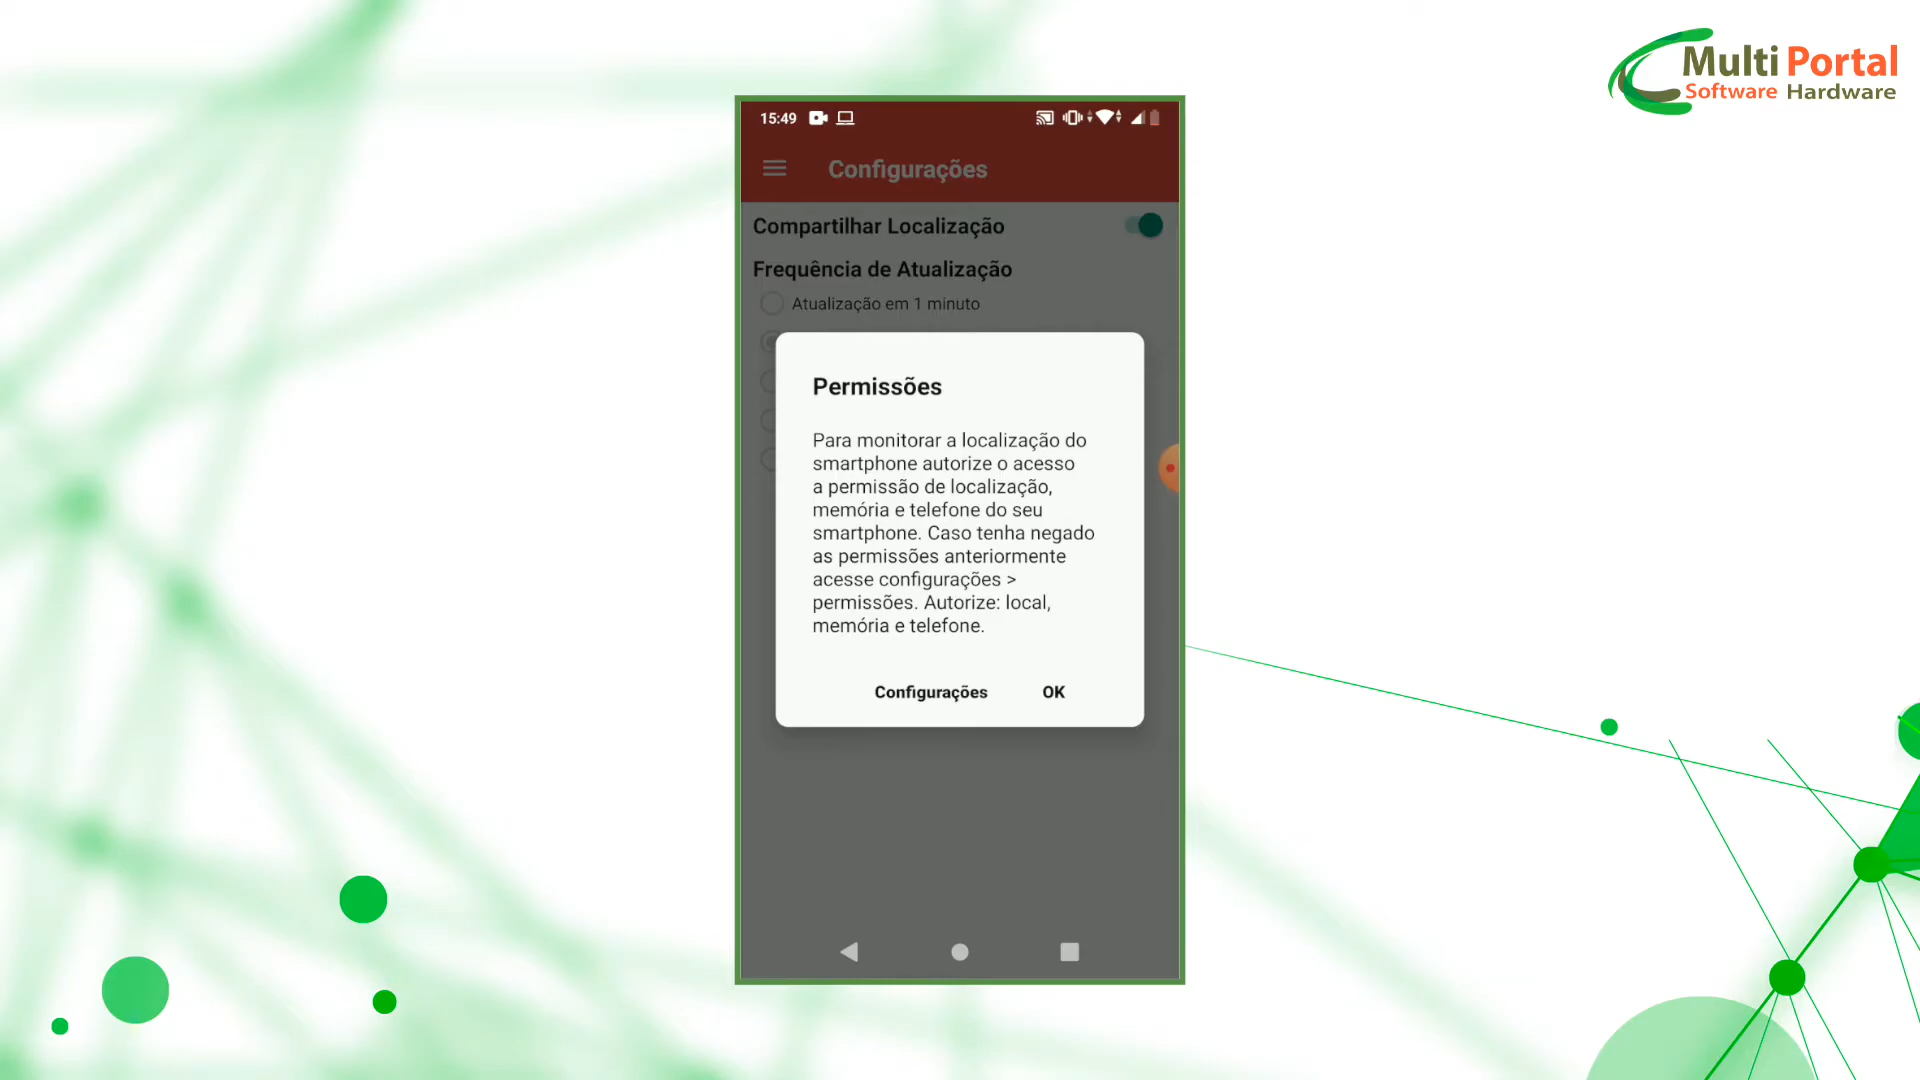 Multi Portal
Software Hardware
15:49
Configurações
Compartilhar Localização
Frequência de Atualização
Atualização em 1 minuto
Permissões
Para monitorar a localização do
smartphone autorize o acesso
a permissão de localização,
memória e telefone do seu
smartphone. Caso tenha negado
as permissões anteriormente
acesse configurações >
permissões. Autorize: local,
memória e telefone.
Configurações
OK